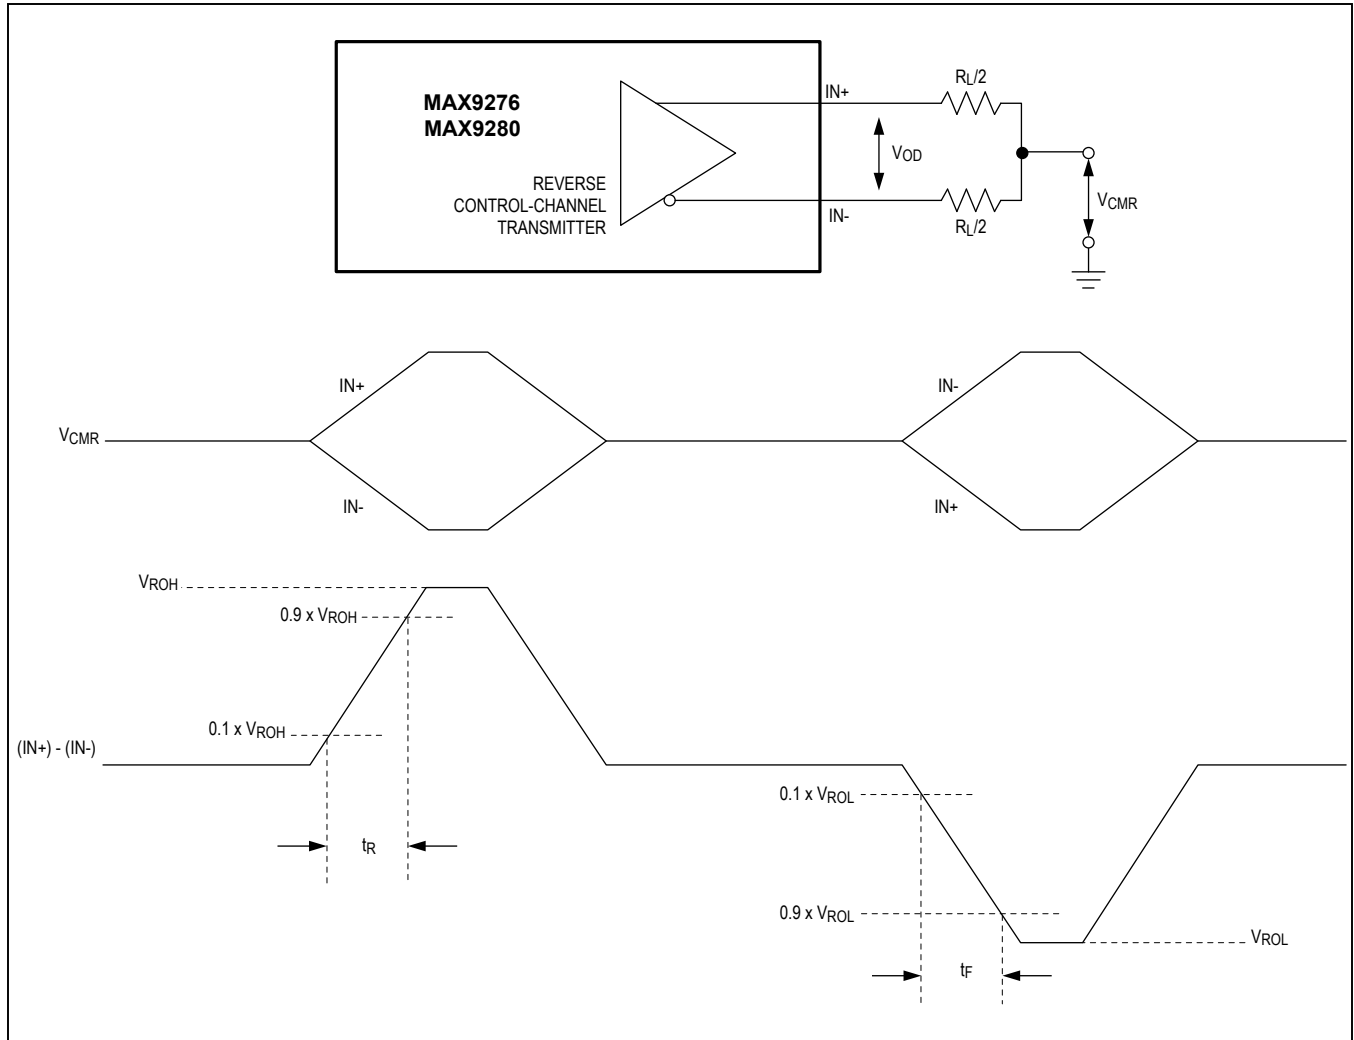 MAX9276
MAX9280
REVERSE
CONTROL-CHANNEL
TRANSMITTER
IN+
IN-
VOD
RL/2
RL/2
VCMR
VCMR
IN+
IN-
IN-
IN+
VROH
0.9 x VROH
0.1 x VROH
(IN+) - (IN-)
tR
0.1 x VROL
0.9 x VROL
VROL
tF